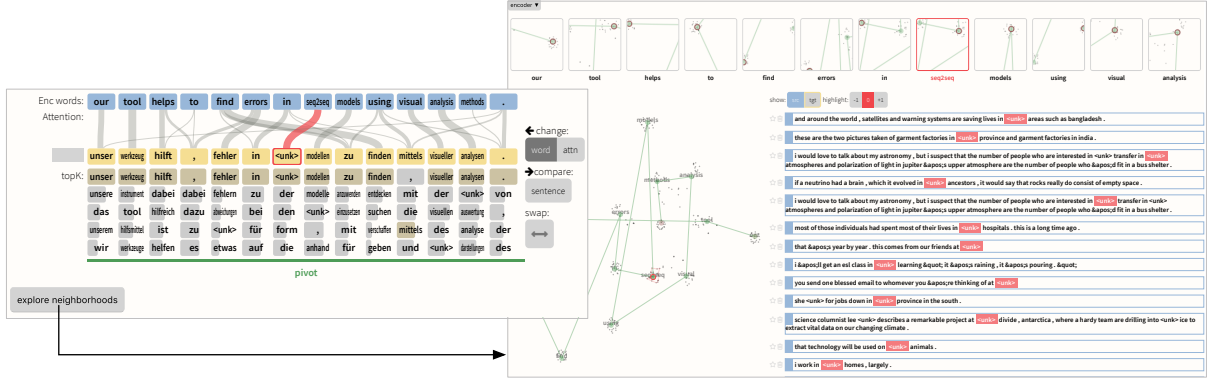 encoder ▼
our tool helps to find errors in seq2seq models using visual analysis
Enc words: our tool helps to find errors in seq2seq models using visual analysis methods .
Attention:
unser werkzeug hilft , fehler in <unk> modellen zu finden mittels visueller analysen .
topK: unser werkzeug hilft , fehler in <unk> modellen zu finden mittels visueller analysen .
unsere instrument dabei dabei fehlern zu der modelle anzuwenden entdecken mit der <unk> von
das tool hilfreich dazu abweichungen bei den <unk> einzusetzen suchen die visuellen auswertung ,
unserem hilfsmittel ist zu <unk> für form , mit verschaffen mittels des analyse der
wir werkzeuge helfen es etwas auf die anhand für geben und <unk> darstellungen des
pivot
change:
word attn
compare:
sentence
swap:
explore neighborhoods
models
methods
analysis
errors
tool
our
seq2seq
visual
using
find
show: src tgt highlight: -1 0 +1
and around the world , satellites and warning systems are saving lives in <unk> areas such as bangladesh .
these are the two pictures taken of garment factories in <unk> province and garment factories in india .
i would love to talk about my astronomy , but i suspect that the number of people who are interested in <unk> transfer in <unk>
atmospheres and polarization of light in jupiter &apos;s upper atmosphere are the number of people who &apos;d fit in a bus shelter .
if a neutrino had a brain , which it evolved in <unk> ancestors , it would say that rocks really do consist of empty space .
i would love to talk about my astronomy , but i suspect that the number of people who are interested in <unk> transfer in <unk>
atmospheres and polarization of light in jupiter &apos;s upper atmosphere are the number of people who &apos;d fit in a bus shelter .
most of those individuals had spent most of their lives in <unk> hospitals . this is a long time ago .
that &apos;s year by year . this comes from our friends at <unk>
i &apos;ll get an esl class in <unk> learning &quot; it &apos;s raining , it &apos;s pouring . &quot;
you send one blessed email to whomever you &apos;re thinking of at <unk>
she <unk> for jobs down in <unk> province in the south .
science columnist lee <unk> describes a remarkable project at <unk> divide , antarctica , where a hardy team are drilling into <unk> ice to
extract vital data on our changing climate .
that technology will be used on <unk> animals .
i work in <unk> homes , largely .